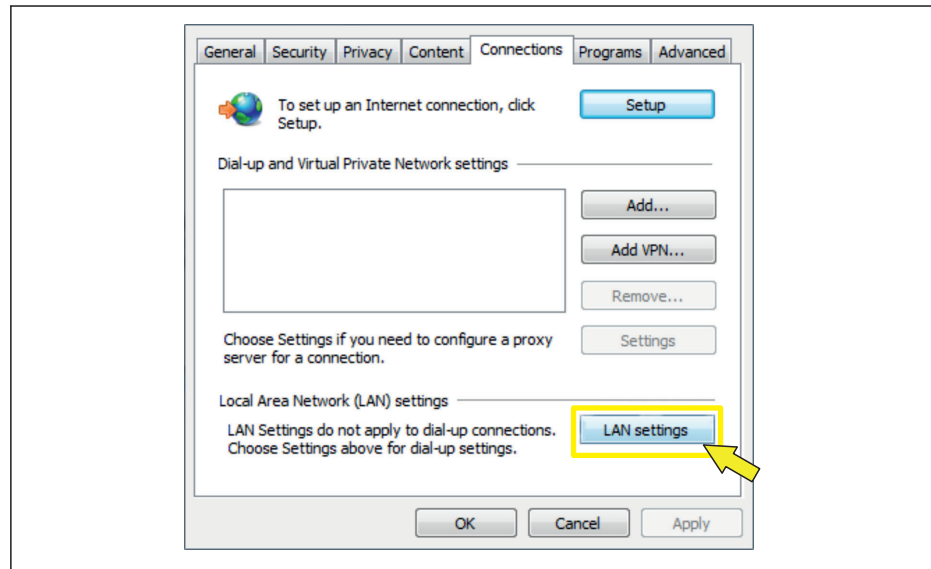 General Security Privacy Content Connections Programs Advanced
To set up an Internet connection, click
Setup.
Setup
Dial-up and Virtual Private Network settings
Add...
Add VPN...
Remove...
Choose Settings if you need to configure a proxy
server for a connection.
Settings
Local Area Network (LAN) settings
LAN Settings do not apply to dial-up connections.
Choose Settings above for dial-up settings.
LAN settings
OK Cancel Apply